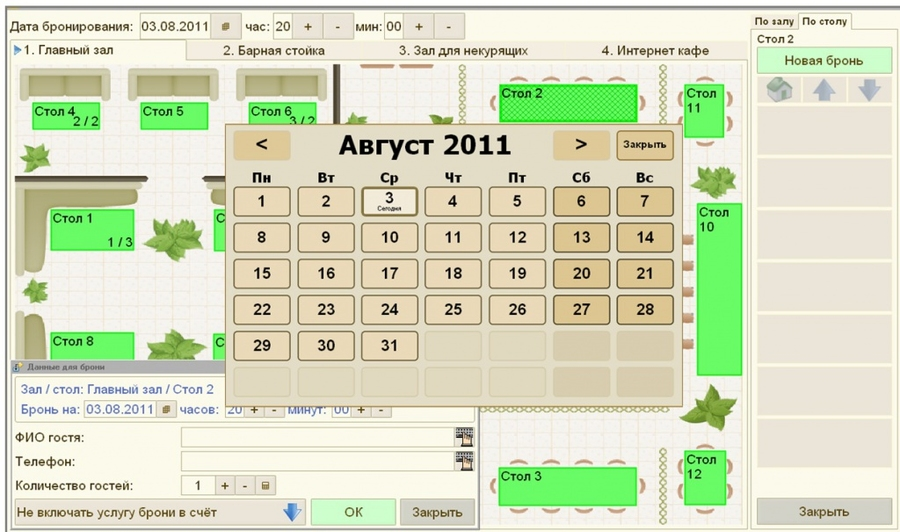 Дата бронирования: 03.08.2011 час: 20 + - мин: 00 + -
По залу По столу
1. Главный зал 2. Барная стойка 3. Зал для некурящих 4. Интернет кафе
Стол 2
Новая бронь
Стол 4 2 / 2
Стол 5
Стол 6 3 / 2
Стол 2
Стол 11
< Август 2011 > Закрыть
Пн Вт Ср Чт Пт Сб Вс
1 2 3 4 5 6 7
Сегодня
8 9 10 11 12 13 14
15 16 17 18 19 20 21
22 23 24 25 26 27 28
29 30 31
Стол 1
1 / 3
С
Стол 10
Стол 8
С
Данные для брони
Зал / стол: Главный зал / Стол 2
Бронь на: 03.08.2011 часов: 20 + - минут: 00 + -
ФИО гостя:
Телефон:
Количество гостей: 1 + -
Не включать услугу брони в счёт
ОК
Закрыть
Стол 3
Стол 12
Закрыть